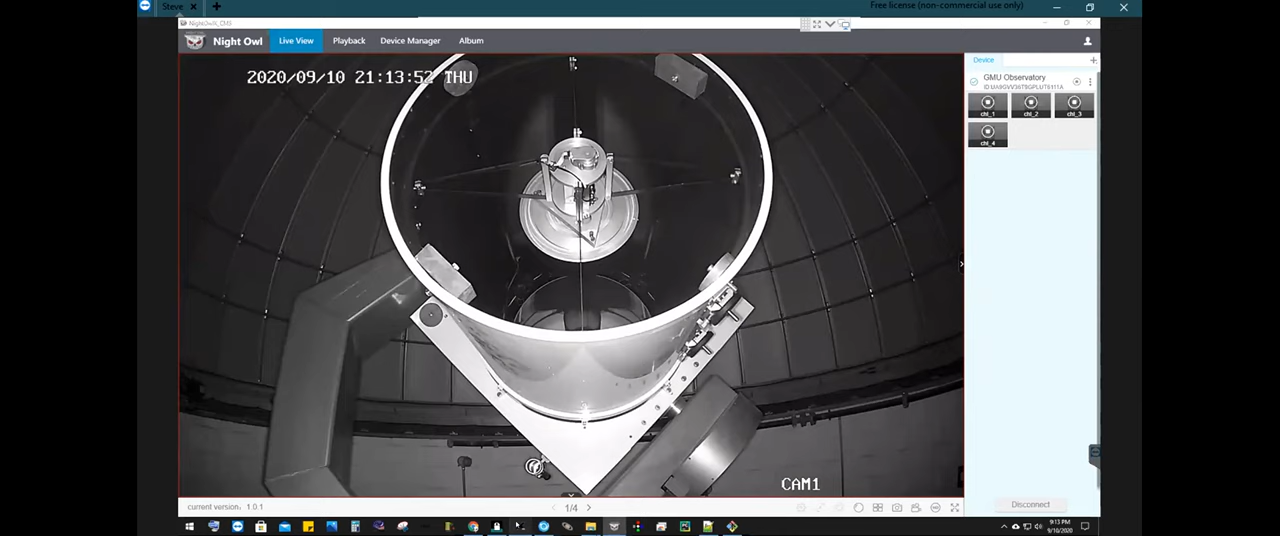 Steve
Free license (non-commercial use only)
NightOwlX_CMS
Night Owl
Live View
Playback
Device Manager
Album
2020/09/10 21:13:52 THU
CAM1
Device
GMU Observatory
chl_1
chl_2
chl_3
chl_4
Disconnect
current version: 1.0.1
1/4
9:13 PM
9/10/2020